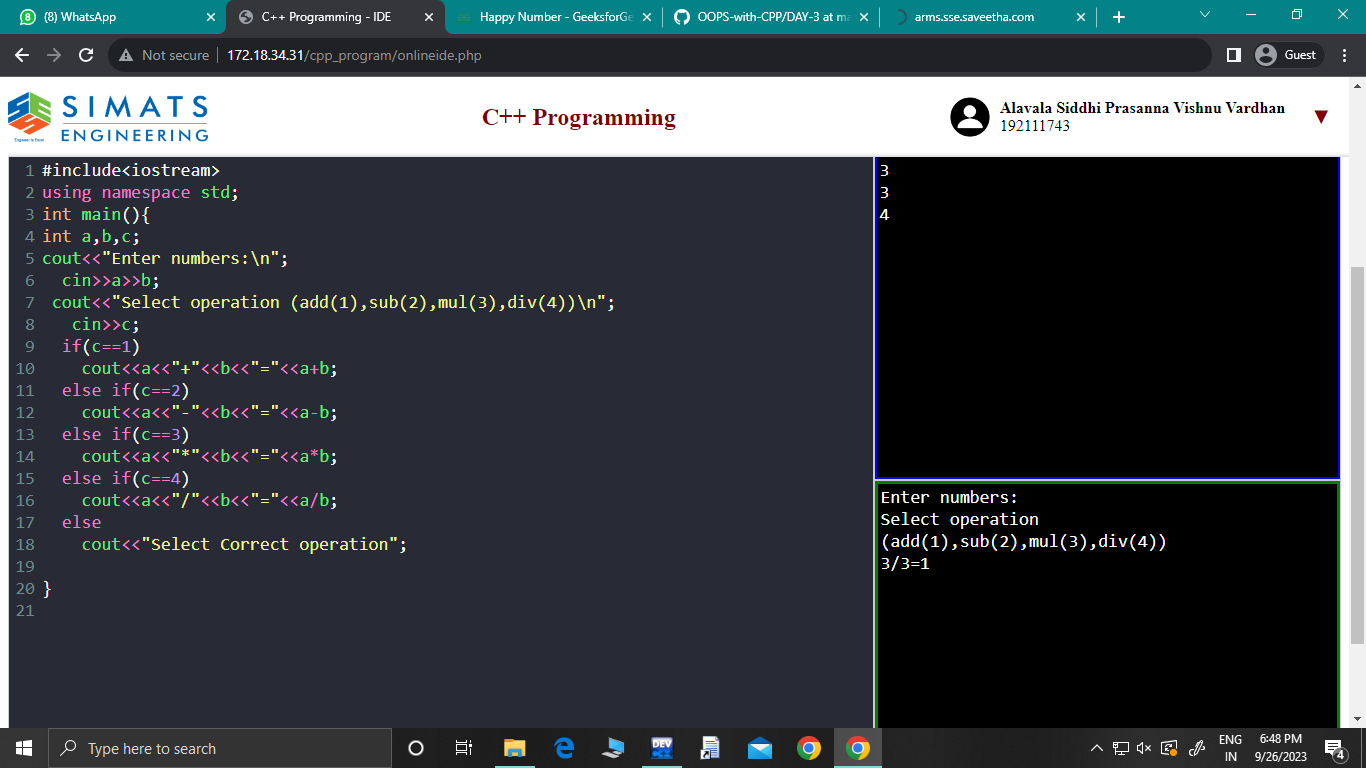 (8) WhatsApp
C++ Programming - IDE
Happy Number - GeeksforGe
OOPS-with-CPP/DAY-3 at ma
arms.sse.saveetha.com
Not secure
172.18.34.31/cpp_program/onlineide.php
Guest
SIMATS
ENGINEERING
C++ Programming
Alavala Siddhi Prasanna Vishnu Vardhan
192111743
1 #include<iostream>
2 using namespace std;
3 int main(){
4 int a,b,c;
5 cout<<"Enter numbers:\n";
6   cin>>a>>b;
7  cout<<"Select operation (add(1),sub(2),mul(3),div(4))\n";
8    cin>>c;
9   if(c==1)
10     cout<<a<<"+"<<b<<"="<<a+b;
11   else if(c==2)
12     cout<<a<<"-"<<b<<"="<<a-b;
13   else if(c==3)
14     cout<<a<<"*"<<b<<"="<<a*b;
15   else if(c==4)
16     cout<<a<<"/"<<b<<"="<<a/b;
17   else
18     cout<<"Select Correct operation";
19
20 }
21
3
3
4
Enter numbers:
Select operation
(add(1),sub(2),mul(3),div(4))
3/3=1
Type here to search
DEV
ENG
IN
6:48 PM
9/26/2023
4